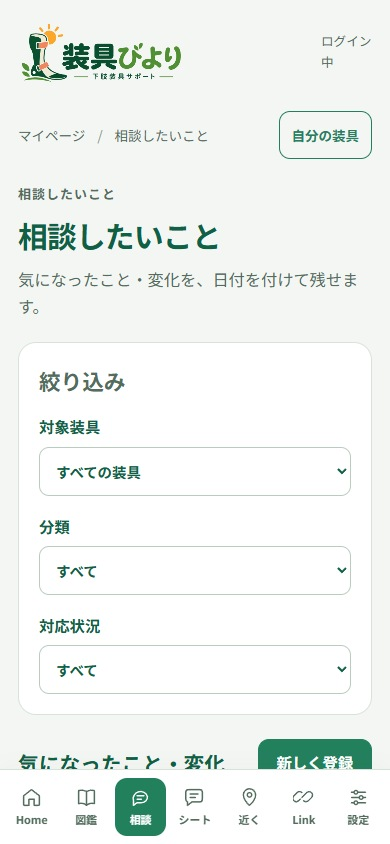 装具びより
下肢装具サポート
ログイン
中
マイページ / 相談したいこと
自分の装具
相談したいこと
相談したいこと
気になったこと・変化を、日付を付けて残せま
す。
絞り込み
対象装具
すべての装具
分類
すべて
対応状況
すべて
気になったこと・変化
新しく登録
Home
図鑑
相談
シート
近く
Link
設定